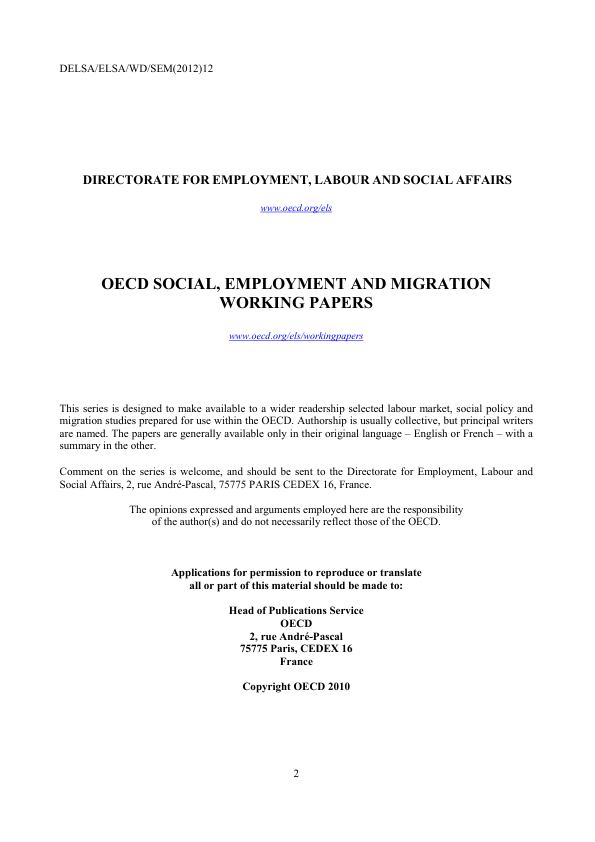 DELSA/ELSA/WD/SEM(2012)12
DIRECTORATE FOR EMPLOYMENT, LABOUR AND SOCIAL AFFAIRS
www.oecd.org/els
OECD SOCIAL, EMPLOYMENT AND MIGRATION
WORKING PAPERS
www.oecd.org/els/workingpapers
This series is designed to make available to a wider readership selected labour market, social policy and
migration studies prepared for use within the OECD. Authorship is usually collective, but principal writers
are named. The papers are generally available only in their original language – English or French – with a
summary in the other.
Comment on the series is welcome, and should be sent to the Directorate for Employment, Labour and
Social Affairs, 2, rue André-Pascal, 75775 PARIS CEDEX 16, France.
The opinions expressed and arguments employed here are the responsibility
of the author(s) and do not necessarily reflect those of the OECD.
Applications for permission to reproduce or translate
all or part of this material should be made to:
Head of Publications Service
OECD
2, rue André-Pascal
75775 Paris, CEDEX 16
France
Copyright OECD 2010
2